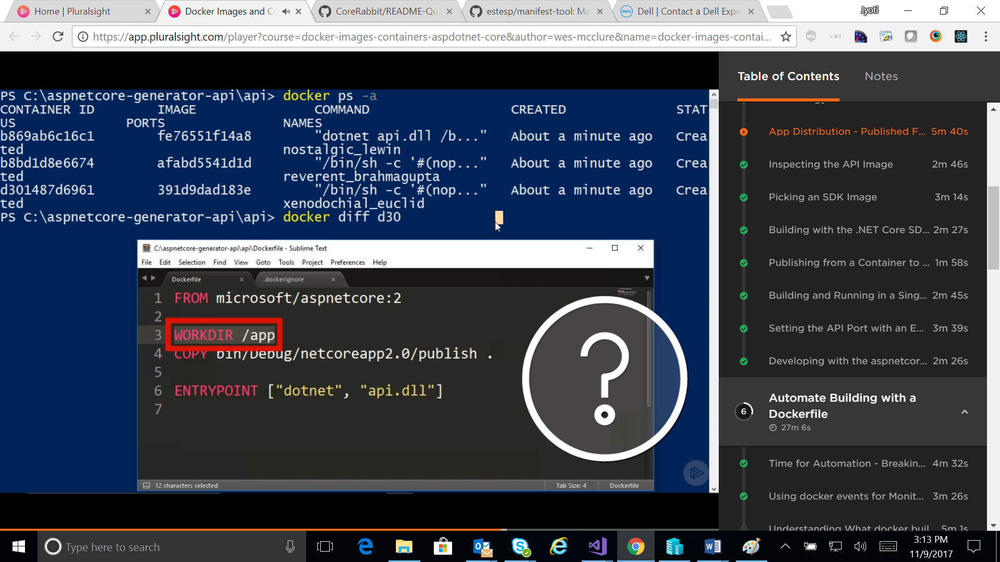 Home | Pluralsight
Docker Images and Co
CoreRabbit/README-Qui
estesp/manifest-tool: Ma
Dell | Contact a Dell Expe
Jyoti
https://app.pluralsight.com/player?course=docker-images-containers-aspdotnet-core&author=wes-mcclure&name=docker-images-contai...
PS C:\aspnetcore-generator-api\api> docker ps -a
CONTAINER ID IMAGE COMMAND CREATED STAT
US PORTS NAMES
b869ab6c16c1 fe76551f14a8 "dotnet api.dll /b..." About a minute ago Crea
ted nostalgic_lewin
b8bd1d8e6674 afabd5541d1d "/bin/sh -c '#(nop..." About a minute ago Crea
ted reverent_brahmagupta
d301487d6961 391d9dad183e "/bin/sh -c '#(nop..." About a minute ago Crea
ted xenodochial_euclid
PS C:\aspnetcore-generator-api\api> docker diff d30
C:\aspnetcore-generator-api\api\Dockerfile - Sublime Text
File Edit Selection Find View Goto Tools Project Preferences Help
Dockerfile
.dockerignore
1 FROM microsoft/aspnetcore:2
2
3 WORKDIR /app
4 COPY bin/Debug/netcoreapp2.0/publish .
5
6 ENTRYPOINT ["dotnet", "api.dll"]
7
?
12 characters selected
Tab Size: 4
Dockerfile
Table of Contents
Notes
App Distribution - Published F... 5m 40s
Inspecting the API Image 2m 46s
Picking an SDK Image 3m 14s
Building with the .NET Core SD... 2m 27s
Publishing from a Container to ... 1m 58s
Building and Running in a Sing... 2m 45s
Setting the API Port with an E... 3m 39s
Developing with the aspnetcor... 2m 26s
6
Automate Building with a
Dockerfile
27m 6s
Time for Automation - Breakin... 4m 32s
Using docker events for Monit... 3m 26s
Understanding What docker buil... 5m 1s
Type here to search
3:13 PM
11/9/2017